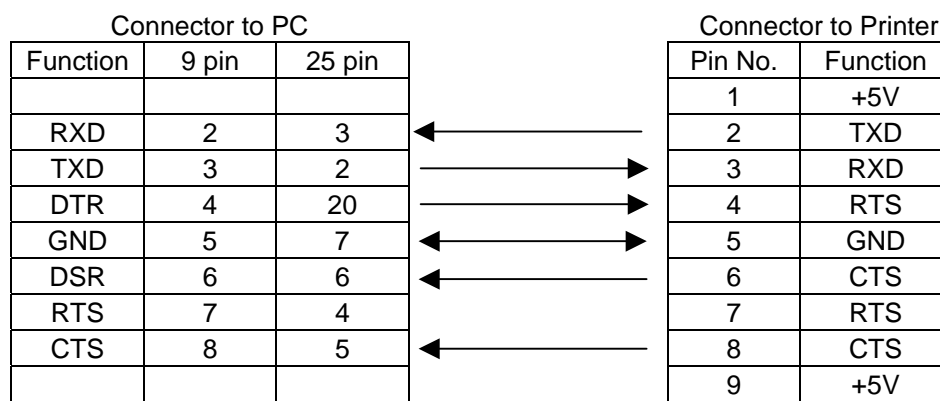 Connector to PC Connector to Printer
Function 9 pin 25 pin Pin No. Function
1 +5V
RXD 2 3 2 TXD
TXD 3 2 3 RXD
DTR 4 20 4 RTS
GND 5 7 5 GND
DSR 6 6 6 CTS
RTS 7 4 7 RTS
CTS 8 5 8 CTS
9 +5V